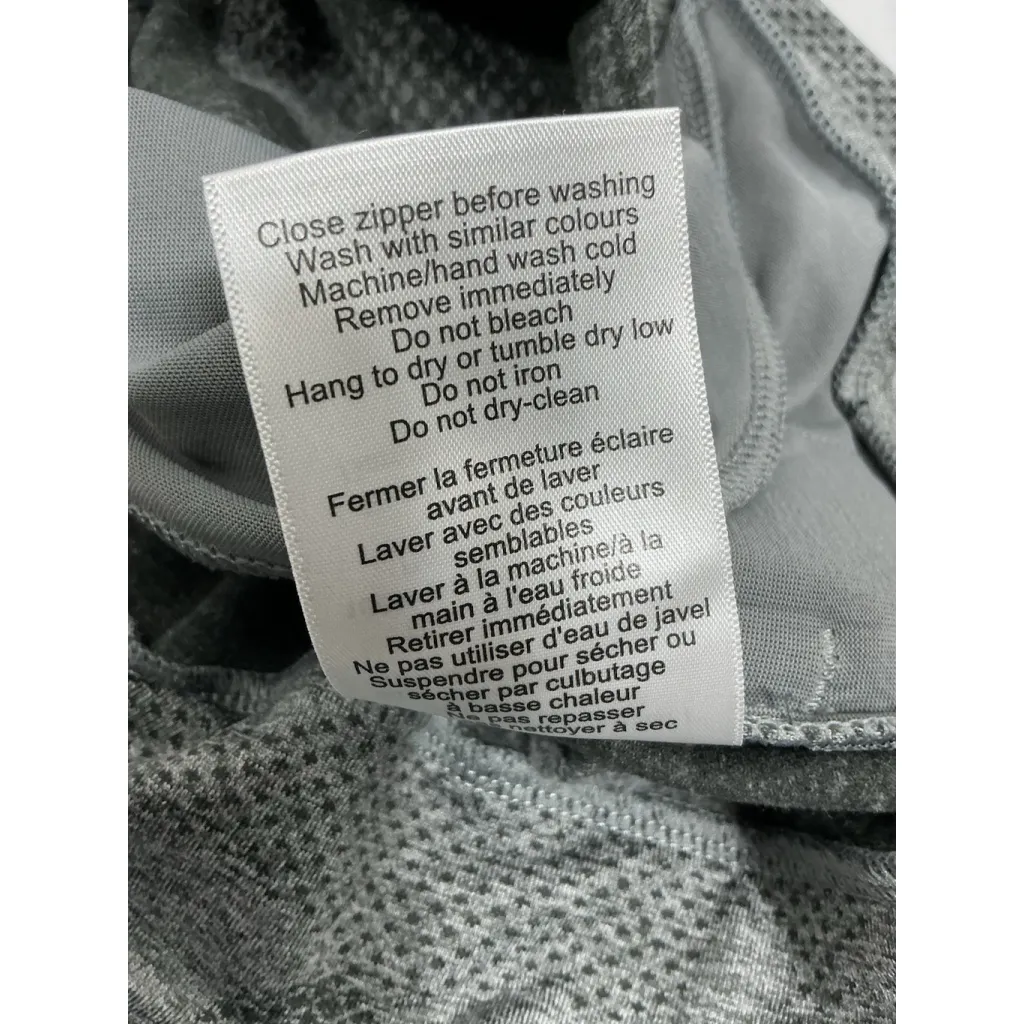 Close zipper before washing
Wash with similar colours
Machine/hand wash cold
Remove immediately
Do not bleach
Hang to dry or tumble dry low
Do not iron
Do not dry-clean
Fermer la fermeture éclaire
avant de laver
Laver avec des couleurs
semblables
Laver à la machine/à la
main à l'eau froide
Retirer immédiatement
Ne pas utiliser d'eau de javel
Suspendre pour sécher ou
sécher par culbutage
à basse chaleur
Ne pas repasser
nettoyer à sec